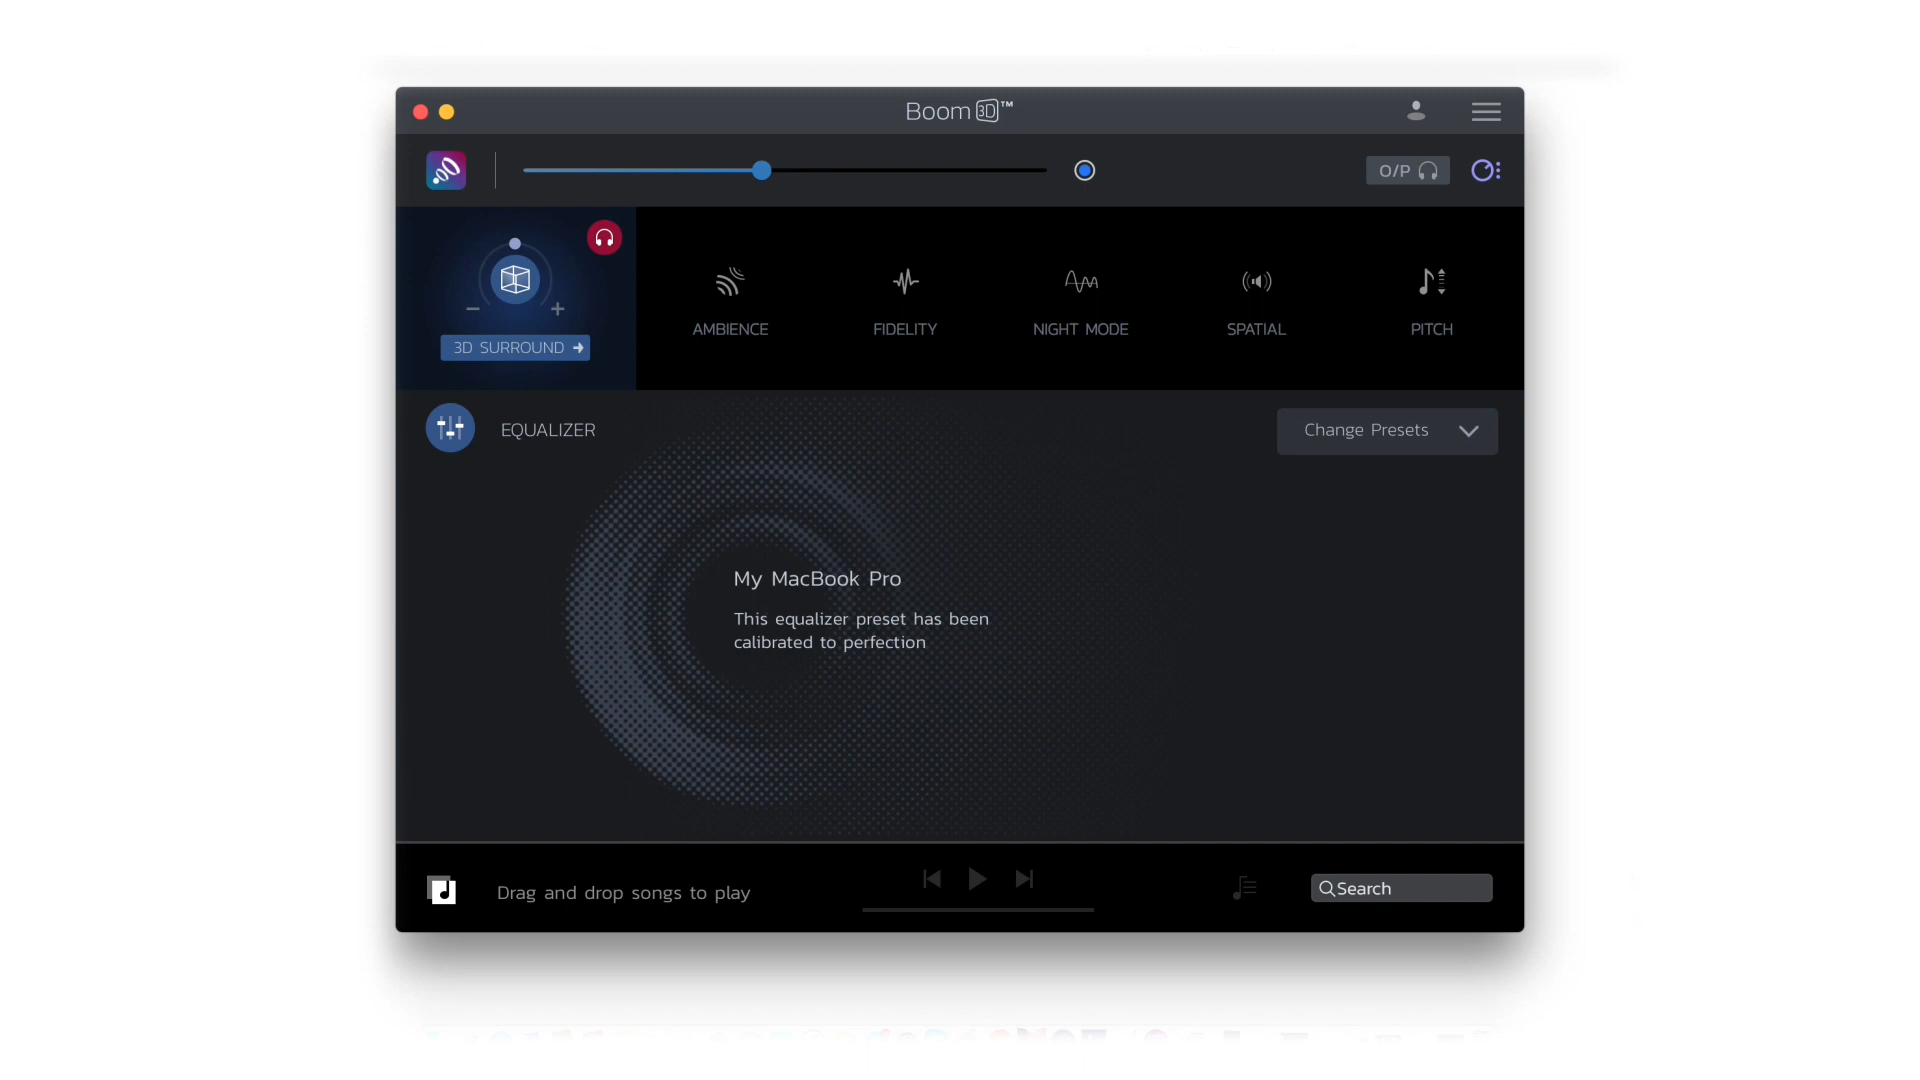 Boom 3D™
O/P
3D SURROUND
AMBIENCE
FIDELITY
NIGHT MODE
SPATIAL
PITCH
EQUALIZER
Change Presets
My MacBook Pro
This equalizer preset has been
calibrated to perfection
Drag and drop songs to play
Search